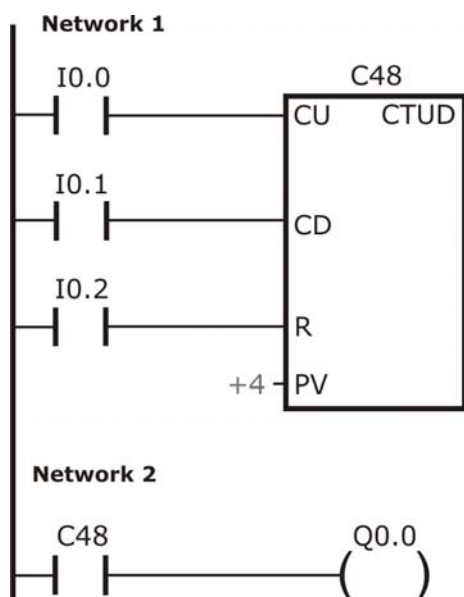 Network 1
I0.0
C48
CU CTUD
I0.1
CD
I0.2
R
+4 PV
Network 2
C48 Q0.0